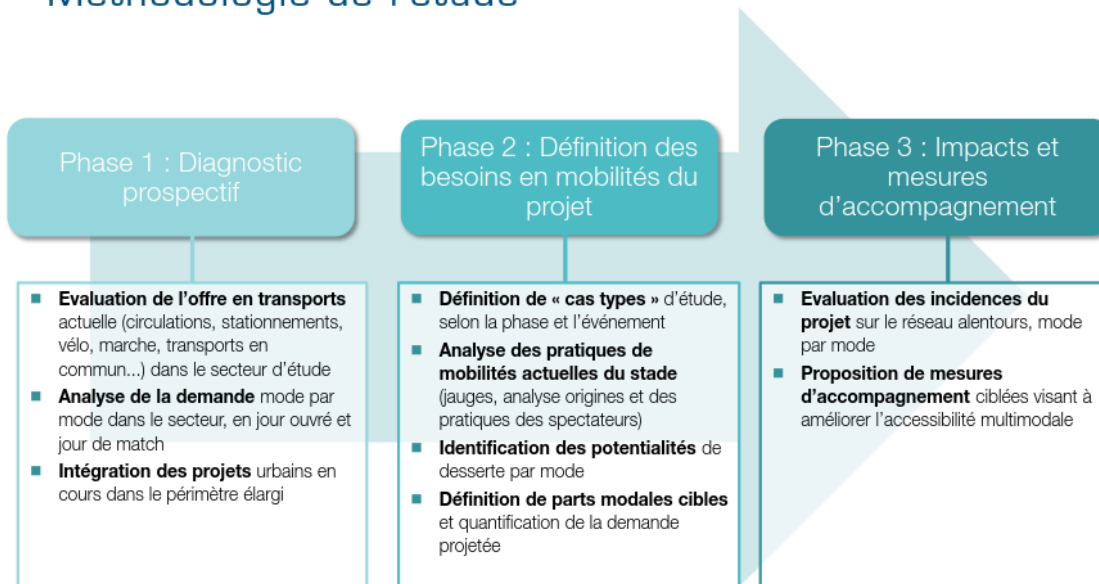 Méthodologie de l'étude
Phase 1 : Diagnostic
prospectif
Phase 2 : Définition des
besoins en mobilités du
projet
Phase 3 : Impacts et
mesures
d'accompagnement
■ Evaluation de l'offre en transports
actuelle (circulations, stationnements,
vélo, marche, transports en
commun...) dans le secteur d'étude
■ Analyse de la demande mode par
mode dans le secteur, en jour ouvré et
jour de match
■ Intégration des projets urbains en
cours dans le périmètre élargi
■ Définition de « cas types » d'étude,
selon la phase et l'événement
■ Analyse des pratiques de
mobilités actuelles du stade
(jauges, analyse origines et des
pratiques des spectateurs)
■ Identification des potentialités de
desserte par mode
■ Définition de parts modales cibles
et quantification de la demande
projetée
■ Evaluation des incidences du
projet sur le réseau alentours, mode
par mode
■ Proposition de mesures
d'accompagnement ciblées visant à
améliorer l'accessibilité multimodale